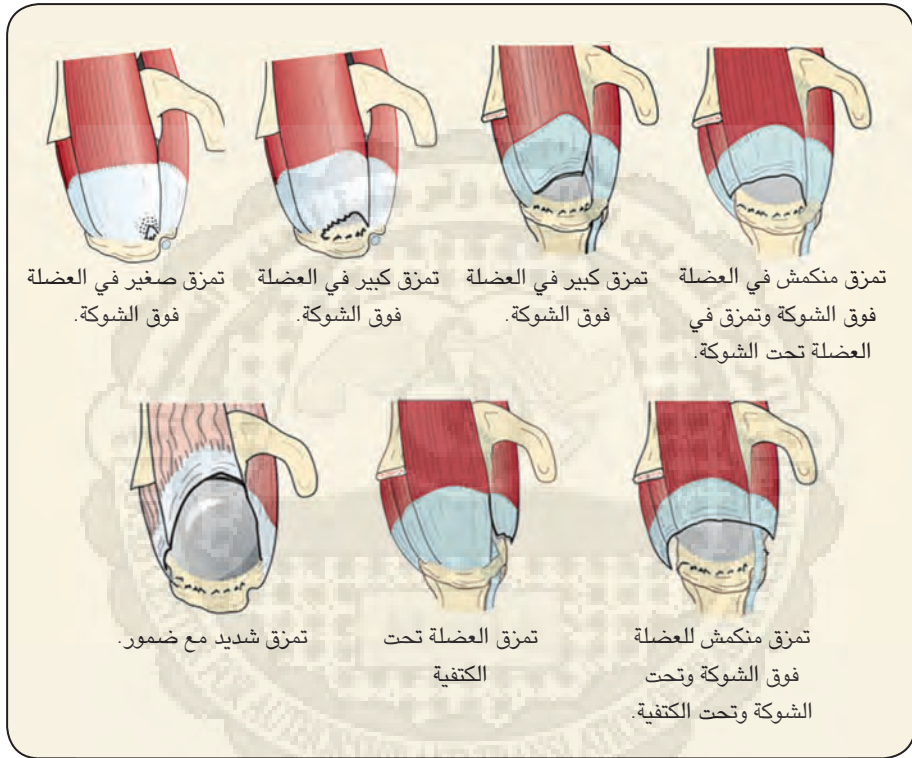 تمزق منكمش في العضلة
فوق الشوكة وتمزق في
العضلة تحت الشوكة.
تمزق كبير في العضلة
فوق الشوكة.
تمزق كبير في العضلة
فوق الشوكة.
تمزق صغير في العضلة
فوق الشوكة.
تمزق منكمش للعضلة
فوق الشوكة وتحت
الشوكة وتحت الكتفية.
تمزق العضلة تحت
الكتفية
تمزق شديد مع ضمور.